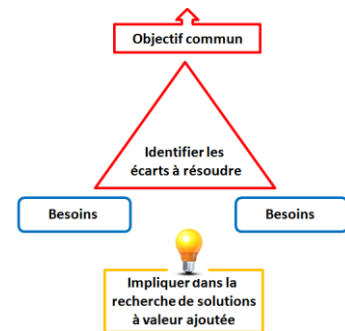 Objectif commun
Identifier les
écarts à résoudre
Besoins
Besoins
Impliquer dans la
recherche de solutions
à valeur ajoutée